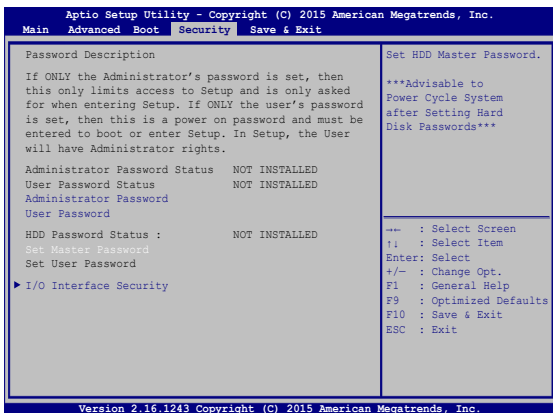 Aptio Setup Utility - Copyright (C) 2015 American Megatrends, Inc.
Main Advanced Boot Security Save & Exit
Password Description
If ONLY the Administrator's password is set, then
this only limits access to Setup and is only asked
for when entering Setup. If ONLY the user's password
is set, then this is a power on password and must be
entered to boot or enter Setup. In Setup, the User
will have Administrator rights.
Administrator Password Status NOT INSTALLED
User Password Status NOT INSTALLED
Administrator Password
User Password
HDD Password Status : NOT INSTALLED
Set Master Password
Set User Password
I/O Interface Security
Set HDD Master Password.
***Advisable to
Power Cycle System
after Setting Hard
Disk Passwords***
→← : Select Screen
↑↓ : Select Item
Enter: Select
+/— : Change Opt.
F1 : General Help
F9 : Optimized Defaults
F10 : Save & Exit
ESC : Exit
Version 2.16.1243 Copyright (C) 2015 American Megatrends, Inc.